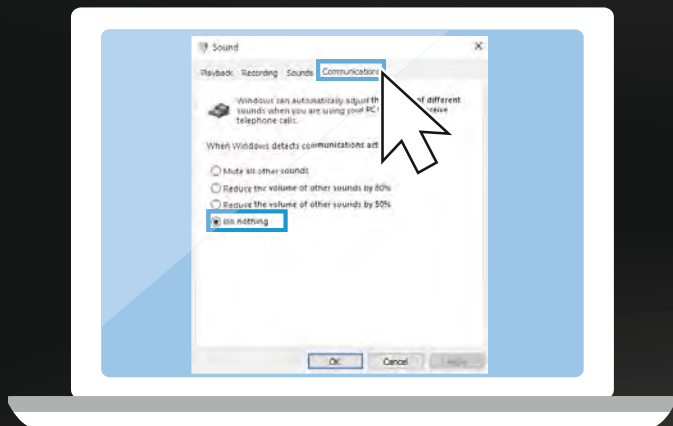 Sound
Playback Recording Sounds Communications
Windows can automatically adjust th of different
sounds when you are using your PC
telephone calls.
When Windows detects communications act
Mute all other sounds
Reduce the volume of other sounds by 80%
Reduce the volume of other sounds by 50%
Do nothing
OK Cancel